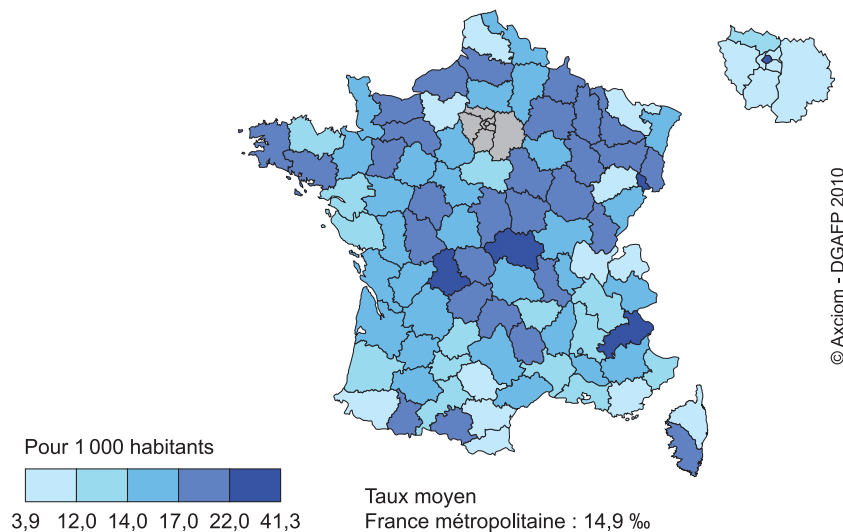 © Axciom - DGAFP 2010
Pour 1 000 habitants
3,9 12,0 14,0 17,0 22,0 41,3
Taux moyen
France métropolitaine : 14,9 ‰